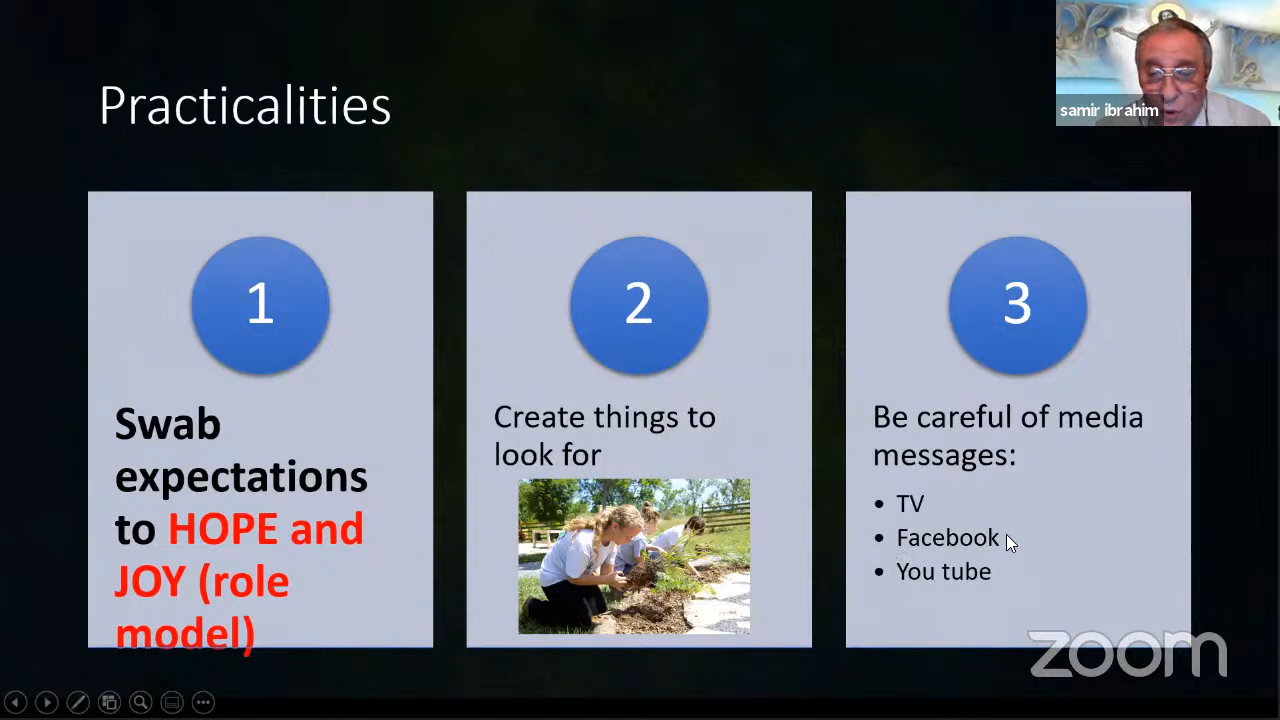 Practicalities
samir ibrahim
1
Swab
expectations
to HOPE and
JOY (role
model)
2
Create things to
look for
3
Be careful of media
messages:
• TV
• Facebook
• You tube
zoom